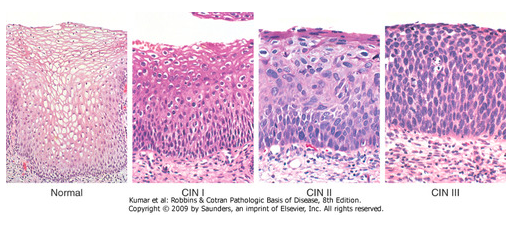 Normal
CIN I
CIN II
CIN III
Kumar et al: Robbins & Cotran Pathologic Basis of Disease, 8th Edition.
Copyright © 2009 by Saunders, an imprint of Elsevier, Inc. All rights reserved.